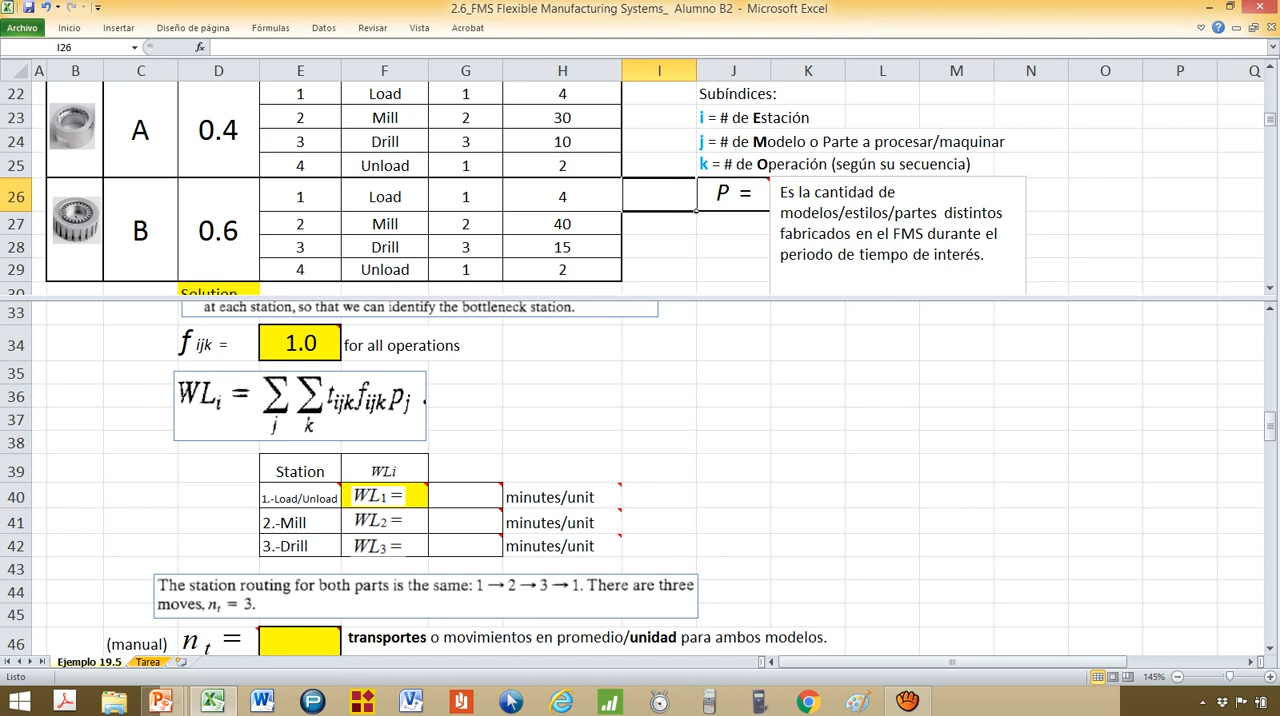 2.6_FMS Flexible Manufacturing Systems_ Alumno B2 - Microsoft Excel
Archivo Inicio Insertar Diseño de página Fórmulas Datos Revisar Vista Acrobat
I26 fx
A B C D E F G H I J K L M N O P Q
22 1 Load 1 4 Subíndices:
23 2 Mill 2 30 i = # de Estación
A 0.4
24 3 Drill 3 10 j = # de Modelo o Parte a procesar/maquinar
25 4 Unload 1 2 k = # de Operación (según su secuencia)
26 1 Load 1 4 P = Es la cantidad de
modelos/estilos/partes distintos
27 2 Mill 2 40
B 0.6
fabricados en el FMS durante el
28 3 Drill 3 15
periodo de tiempo de interés.
29 4 Unload 1 2
30 Solution
33 at each station, so that we can identify the bottleneck station.
34 f ijk = 1.0 for all operations
35
36 WLi = ∑ ∑ tijk fijk pj .
37 j k
38
39 Station WLi
40 1.-Load/Unload WL1 = minutes/unit
41 2.-Mill WL2 = minutes/unit
42 3.-Drill WL3 = minutes/unit
43
44 The station routing for both parts is the same: 1 → 2 → 3 → 1. There are three
moves, nt = 3.
45
46 (manual) n t = transportes o movimientos en promedio/unidad para ambos modelos.
Ejemplo 19.5 Tarea
Listo 145%